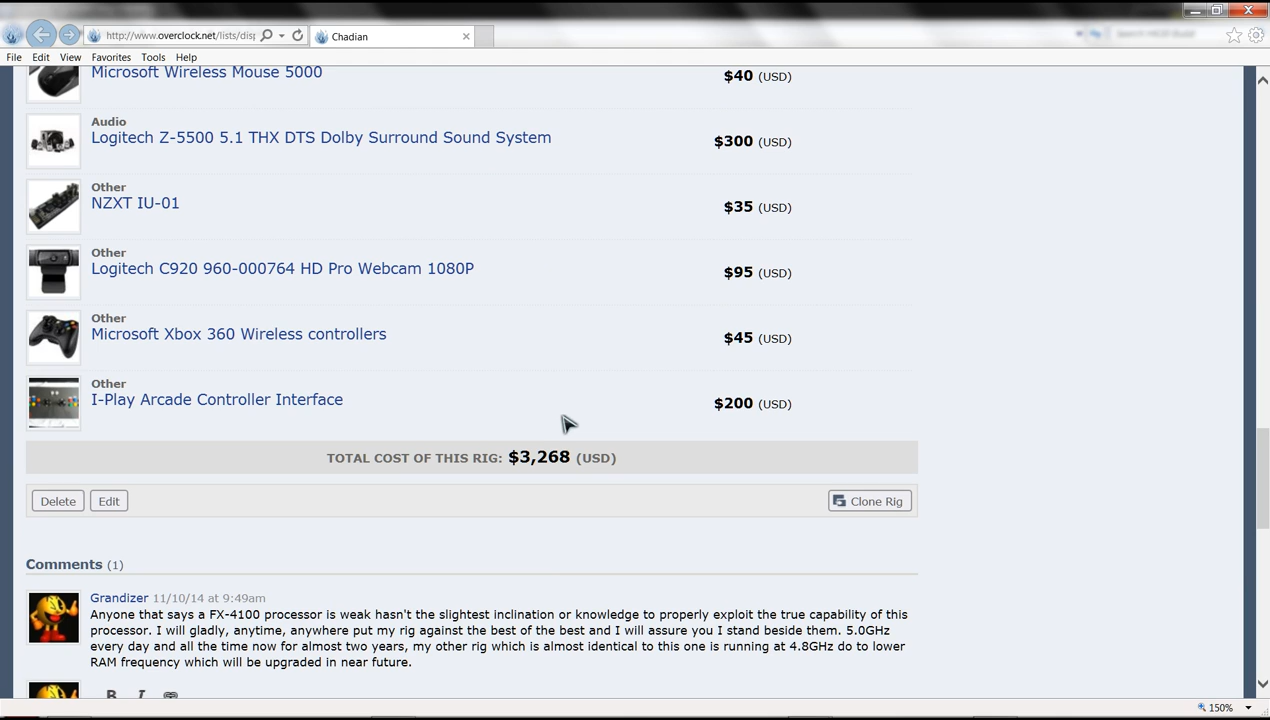 http://www.overclock.net/lists/disp
Chadian
File Edit View Favorites Tools Help
Microsoft Wireless Mouse 5000
$40 (USD)
Audio
Logitech Z-5500 5.1 THX DTS Dolby Surround Sound System
$300 (USD)
Other
NZXT IU-01
$35 (USD)
Other
Logitech C920 960-000764 HD Pro Webcam 1080P
$95 (USD)
Other
Microsoft Xbox 360 Wireless controllers
$45 (USD)
Other
I-Play Arcade Controller Interface
$200 (USD)
TOTAL COST OF THIS RIG: $3,268 (USD)
Delete Edit Clone Rig
Comments (1)
Grandizer 11/10/14 at 9:49am
Anyone that says a FX-4100 processor is weak hasn't the slightest inclination or knowledge to properly exploit the true capability of this
processor. I will gladly, anytime, anywhere put my rig against the best of the best and I will assure you I stand beside them. 5.0GHz
every day and all the time now for almost two years, my other rig which is almost identical to this one is running at 4.8GHz do to lower
RAM frequency which will be upgraded in near future.
B I
150%